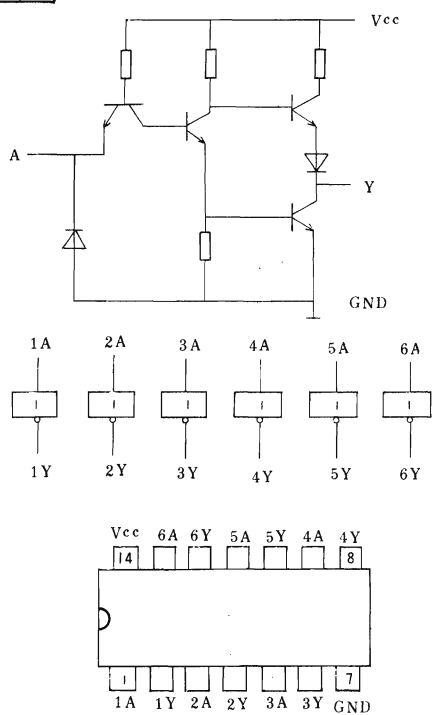 Vcc
A
Y
GND
1A 2A 3A 4A 5A 6A
1 1 1 1 1 1
1Y 2Y 3Y 4Y 5Y 6Y
Vcc 6A 6Y 5A 5Y 4A 4Y
14 8
1 7
1A 1Y 2A 2Y 3A 3Y GND